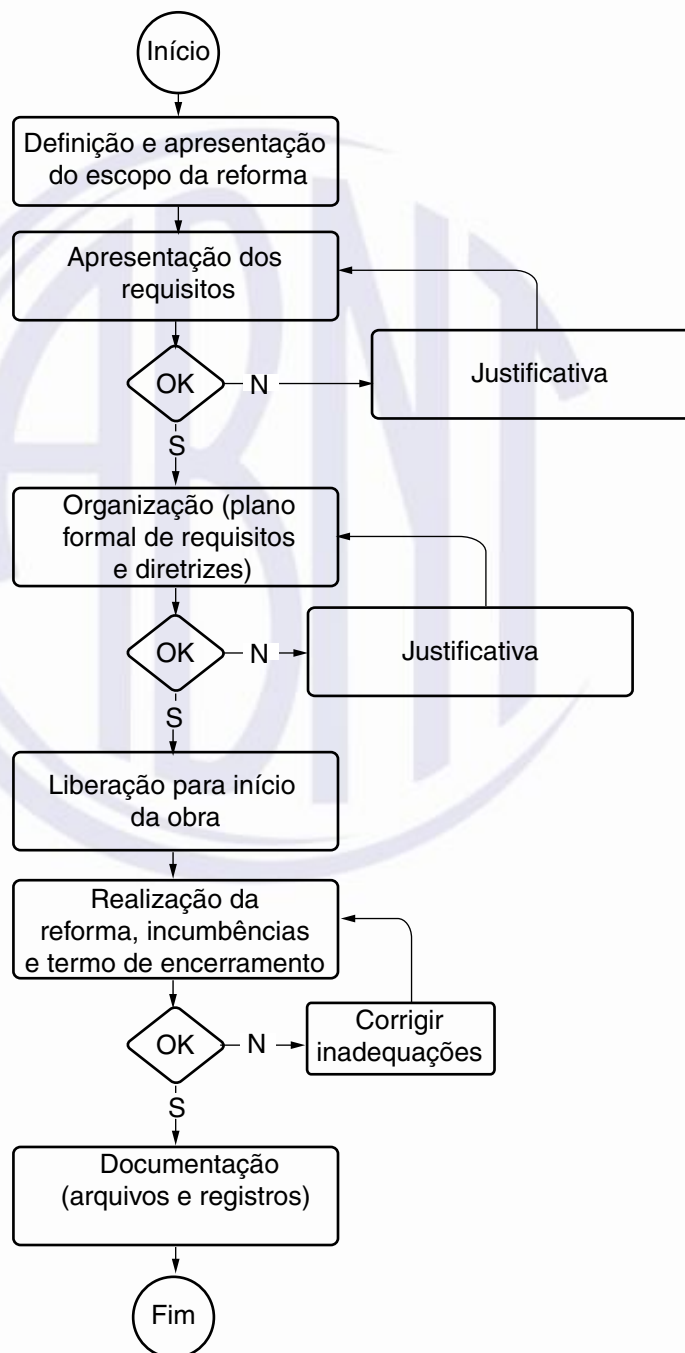 Início
Definição e apresentação
do escopo da reforma
Apresentação dos
requisitos
OK
N
Justificativa
S
Organização (plano
formal de requisitos
e diretrizes)
OK
N
Justificativa
S
Liberação para início
da obra
Realização da
reforma, incumbências
e termo de encerramento
OK
N
Corrigir
inadequações
S
Documentação
(arquivos e registros)
Fim
ABNT